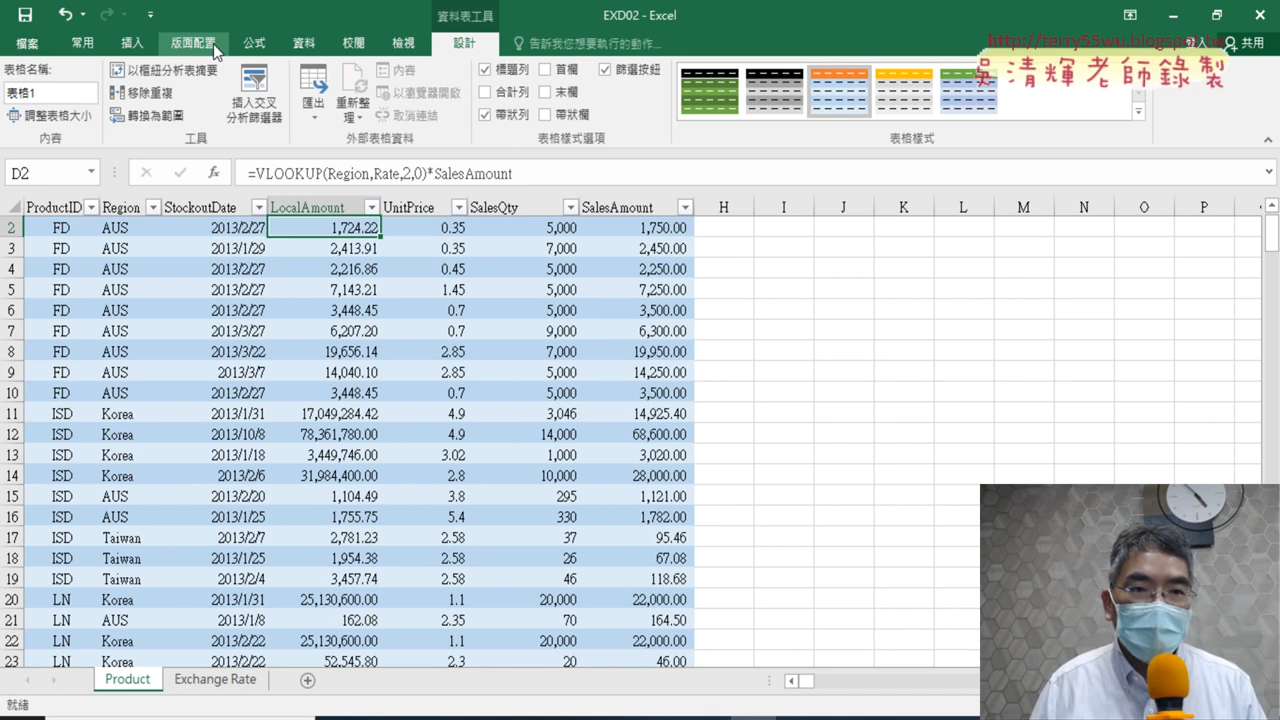 資料表工具
EXD02 - Excel
檔案 常用 插入 版面配置 公式 資料 校閱 檢視 設計 告訴我您想要執行的動作... 共用
http://terry55wu.blogspot.tw
吳清輝老師錄製
表格名稱: 以樞紐分析表摘要 內容 標題列 首欄 篩選按鈕
表格1 移除重複 插入交叉分析篩選器 匯出 重新整理 以瀏覽器開啟 合計列 末欄
調整表格大小 轉換為範圍 取消連結 帶狀列 帶狀欄
內容 工具 外部表格資料 表格樣式選項 表格樣式
D2 fx =VLOOKUP(Region,Rate,2,0)*SalesAmount
ProductID Region StockoutDate LocalAmount UnitPrice SalesQty SalesAmount H I J K L M N O P
2 FD AUS 2013/2/27 1,724.22 0.35 5,000 1,750.00
3 FD AUS 2013/1/29 2,413.91 0.35 7,000 2,450.00
4 FD AUS 2013/2/27 2,216.86 0.45 5,000 2,250.00
5 FD AUS 2013/2/27 7,143.21 1.45 5,000 7,250.00
6 FD AUS 2013/2/27 3,448.45 0.7 5,000 3,500.00
7 FD AUS 2013/3/27 6,207.20 0.7 9,000 6,300.00
8 FD AUS 2013/3/22 19,656.14 2.85 7,000 19,950.00
9 FD AUS 2013/3/7 14,040.10 2.85 5,000 14,250.00
10 FD AUS 2013/2/27 3,448.45 0.7 5,000 3,500.00
11 ISD Korea 2013/1/31 17,049,284.42 4.9 3,046 14,925.40
12 ISD Korea 2013/10/8 78,361,780.00 4.9 14,000 68,600.00
13 ISD Korea 2013/1/18 3,449,746.00 3.02 1,000 3,020.00
14 ISD Korea 2013/2/6 31,984,400.00 2.8 10,000 28,000.00
15 ISD AUS 2013/2/20 1,104.49 3.8 295 1,121.00
16 ISD AUS 2013/1/25 1,755.75 5.4 330 1,782.00
17 ISD Taiwan 2013/2/7 2,781.23 2.58 37 95.46
18 ISD Taiwan 2013/1/25 1,954.38 2.58 26 67.08
19 ISD Taiwan 2013/2/4 3,457.74 2.58 46 118.68
20 LN Korea 2013/1/31 25,130,600.00 1.1 20,000 22,000.00
21 LN AUS 2013/1/8 162.08 2.35 70 164.50
22 LN Korea 2013/2/22 25,130,600.00 1.1 20,000 22,000.00
23 LN Korea 2013/2/22 52,545.80 2.3 20 46.00
Product Exchange Rate
就緒